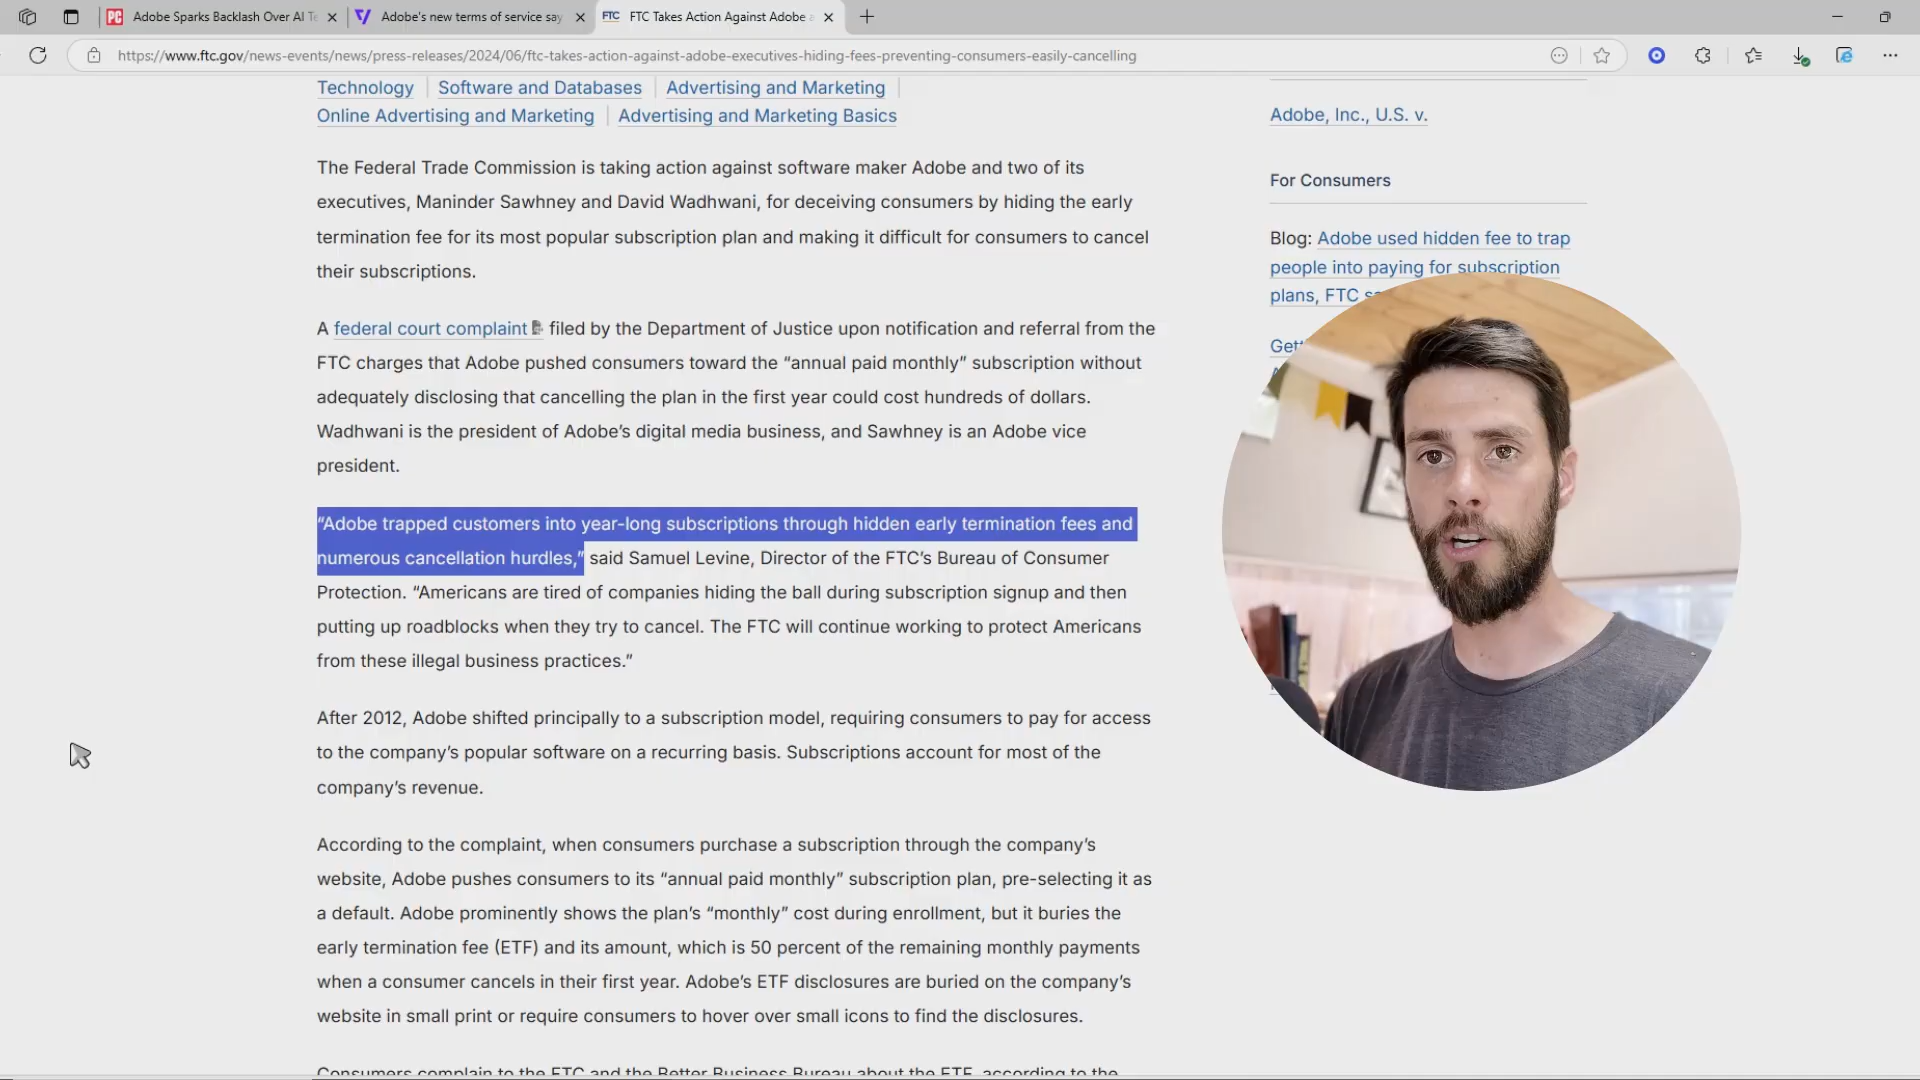 Adobe Sparks Backlash Over AI Te
Adobe's new terms of service say
FTC
FTC Takes Action Against Adobe
https://www.ftc.gov/news-events/news/press-releases/2024/06/ftc-takes-action-against-adobe-executives-hiding-fees-preventing-consumers-easily-cancelling
Technology
Software and Databases
Advertising and Marketing
Online Advertising and Marketing
Advertising and Marketing Basics
The Federal Trade Commission is taking action against software maker Adobe and two of its
executives, Maninder Sawhney and David Wadhwani, for deceiving consumers by hiding the early
termination fee for its most popular subscription plan and making it difficult for consumers to cancel
their subscriptions.
A federal court complaint filed by the Department of Justice upon notification and referral from the
FTC charges that Adobe pushed consumers toward the “annual paid monthly” subscription without
adequately disclosing that cancelling the plan in the first year could cost hundreds of dollars.
Wadhwani is the president of Adobe’s digital media business, and Sawhney is an Adobe vice
president.
“Adobe trapped customers into year-long subscriptions through hidden early termination fees and
numerous cancellation hurdles,” said Samuel Levine, Director of the FTC’s Bureau of Consumer
Protection. “Americans are tired of companies hiding the ball during subscription signup and then
putting up roadblocks when they try to cancel. The FTC will continue working to protect Americans
from these illegal business practices.”
After 2012, Adobe shifted principally to a subscription model, requiring consumers to pay for access
to the company’s popular software on a recurring basis. Subscriptions account for most of the
company’s revenue.
According to the complaint, when consumers purchase a subscription through the company’s
website, Adobe pushes consumers to its “annual paid monthly” subscription plan, pre-selecting it as
a default. Adobe prominently shows the plan’s “monthly” cost during enrollment, but it buries the
early termination fee (ETF) and its amount, which is 50 percent of the remaining monthly payments
when a consumer cancels in their first year. Adobe’s ETF disclosures are buried on the company’s
website in small print or require consumers to hover over small icons to find the disclosures.
Consumers complain to the FTC and the Better Business Bureau about the ETF, according to the
Adobe, Inc., U.S. v.
For Consumers
Blog: Adobe used hidden fee to trap
people into paying for subscription
plans, FTC